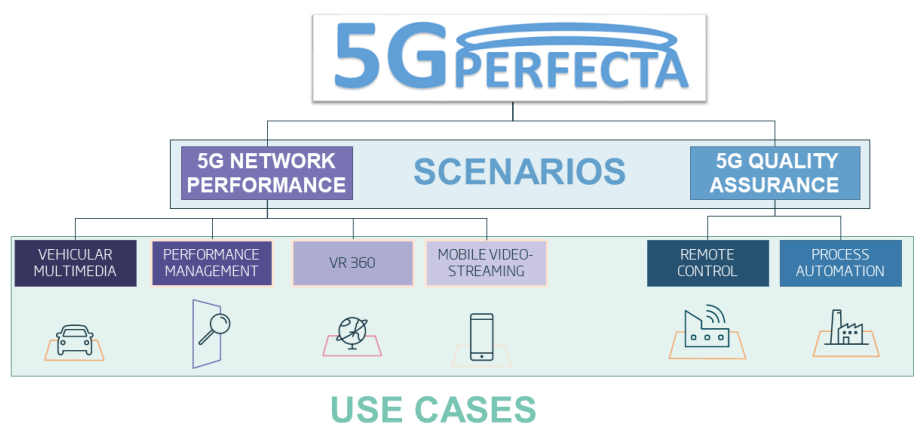 5G PERFECTA
5G NETWORK
PERFORMANCE
SCENARIOS
5G QUALITY
ASSURANCE
VEHICULAR
MULTIMEDIA
PERFORMANCE
MANAGEMENT
VR 360
MOBILE VIDEO-
STREAMING
REMOTE
CONTROL
PROCESS
AUTOMATION
USE CASES